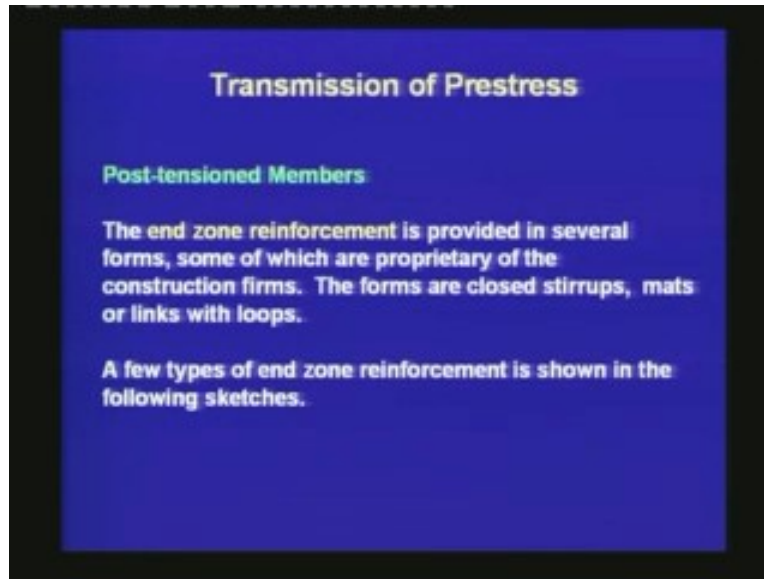 Transmission of Prestress
Post-tensioned Members
The end zone reinforcement is provided in several
forms, some of which are proprietary of the
construction firms. The forms are closed stirrups, mats
or links with loops.
A few types of end zone reinforcement is shown in the
following sketches.